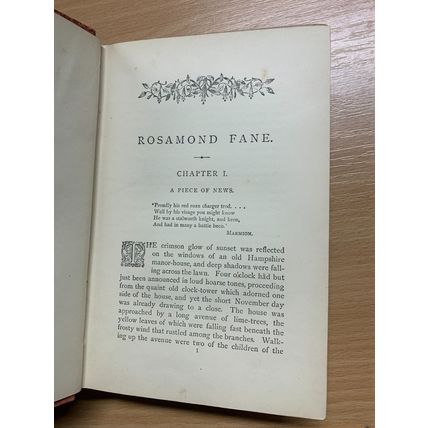 ROSAMOND FANE.
CHAPTER I.
A PIECE OF NEWS.
"Proudly his red roan charger trod. . . .
Well by his visage you might know
He was a stalworth knight, and keen,
And had in many a battle been.
MARMION.
THE crimson glow of sunset was reflected
on the windows of an old Hampshire
manor-house, and deep shadows were fall-
ing across the lawn. Four o'clock had but
just been announced in loud hoarse tones, proceeding
from the quaint old clock-tower which adorned one
side of the house, and yet the short November day
was already drawing to a close. The house was
approached by a long avenue of lime-trees, the
yellow leaves of which were falling fast beneath the
frosty wind that rustled among the branches. Walk-
ing up the avenue were two of the children of the
1